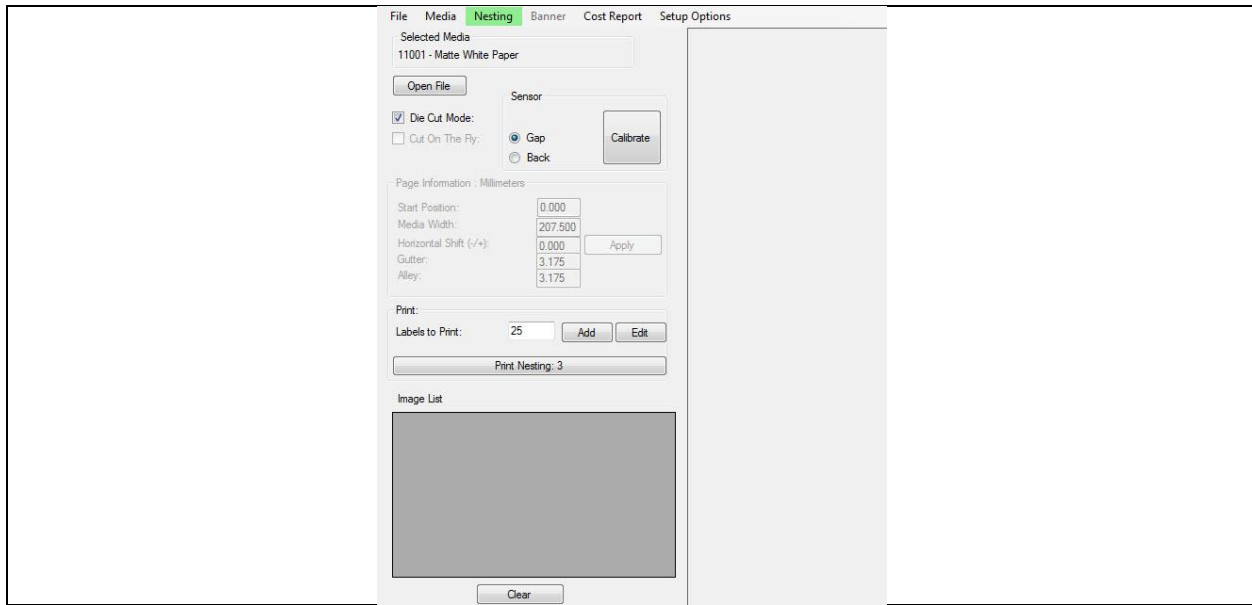 File Media Nesting Banner Cost Report Setup Options
Selected Media
11001 - Matte White Paper
Open File
Sensor
Die Cut Mode:
Cut On The Fly:
Gap
Back
Calibrate
Page Information : Millimeters
Start Position: 0.000
Media Width: 207.500
Horizontal Shift (-/+): 0.000 Apply
Gutter: 3.175
Alley: 3.175
Print:
Labels to Print: 25 Add Edit
Print Nesting: 3
Image List
Clear